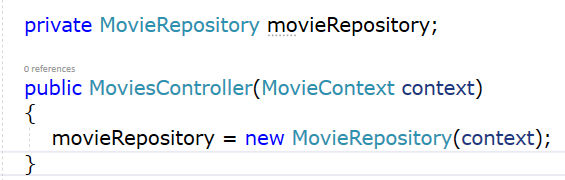 private MovieRepository movieRepository;
0 references
public MoviesController(MovieContext context)
{
movieRepository = new MovieRepository(context);
}